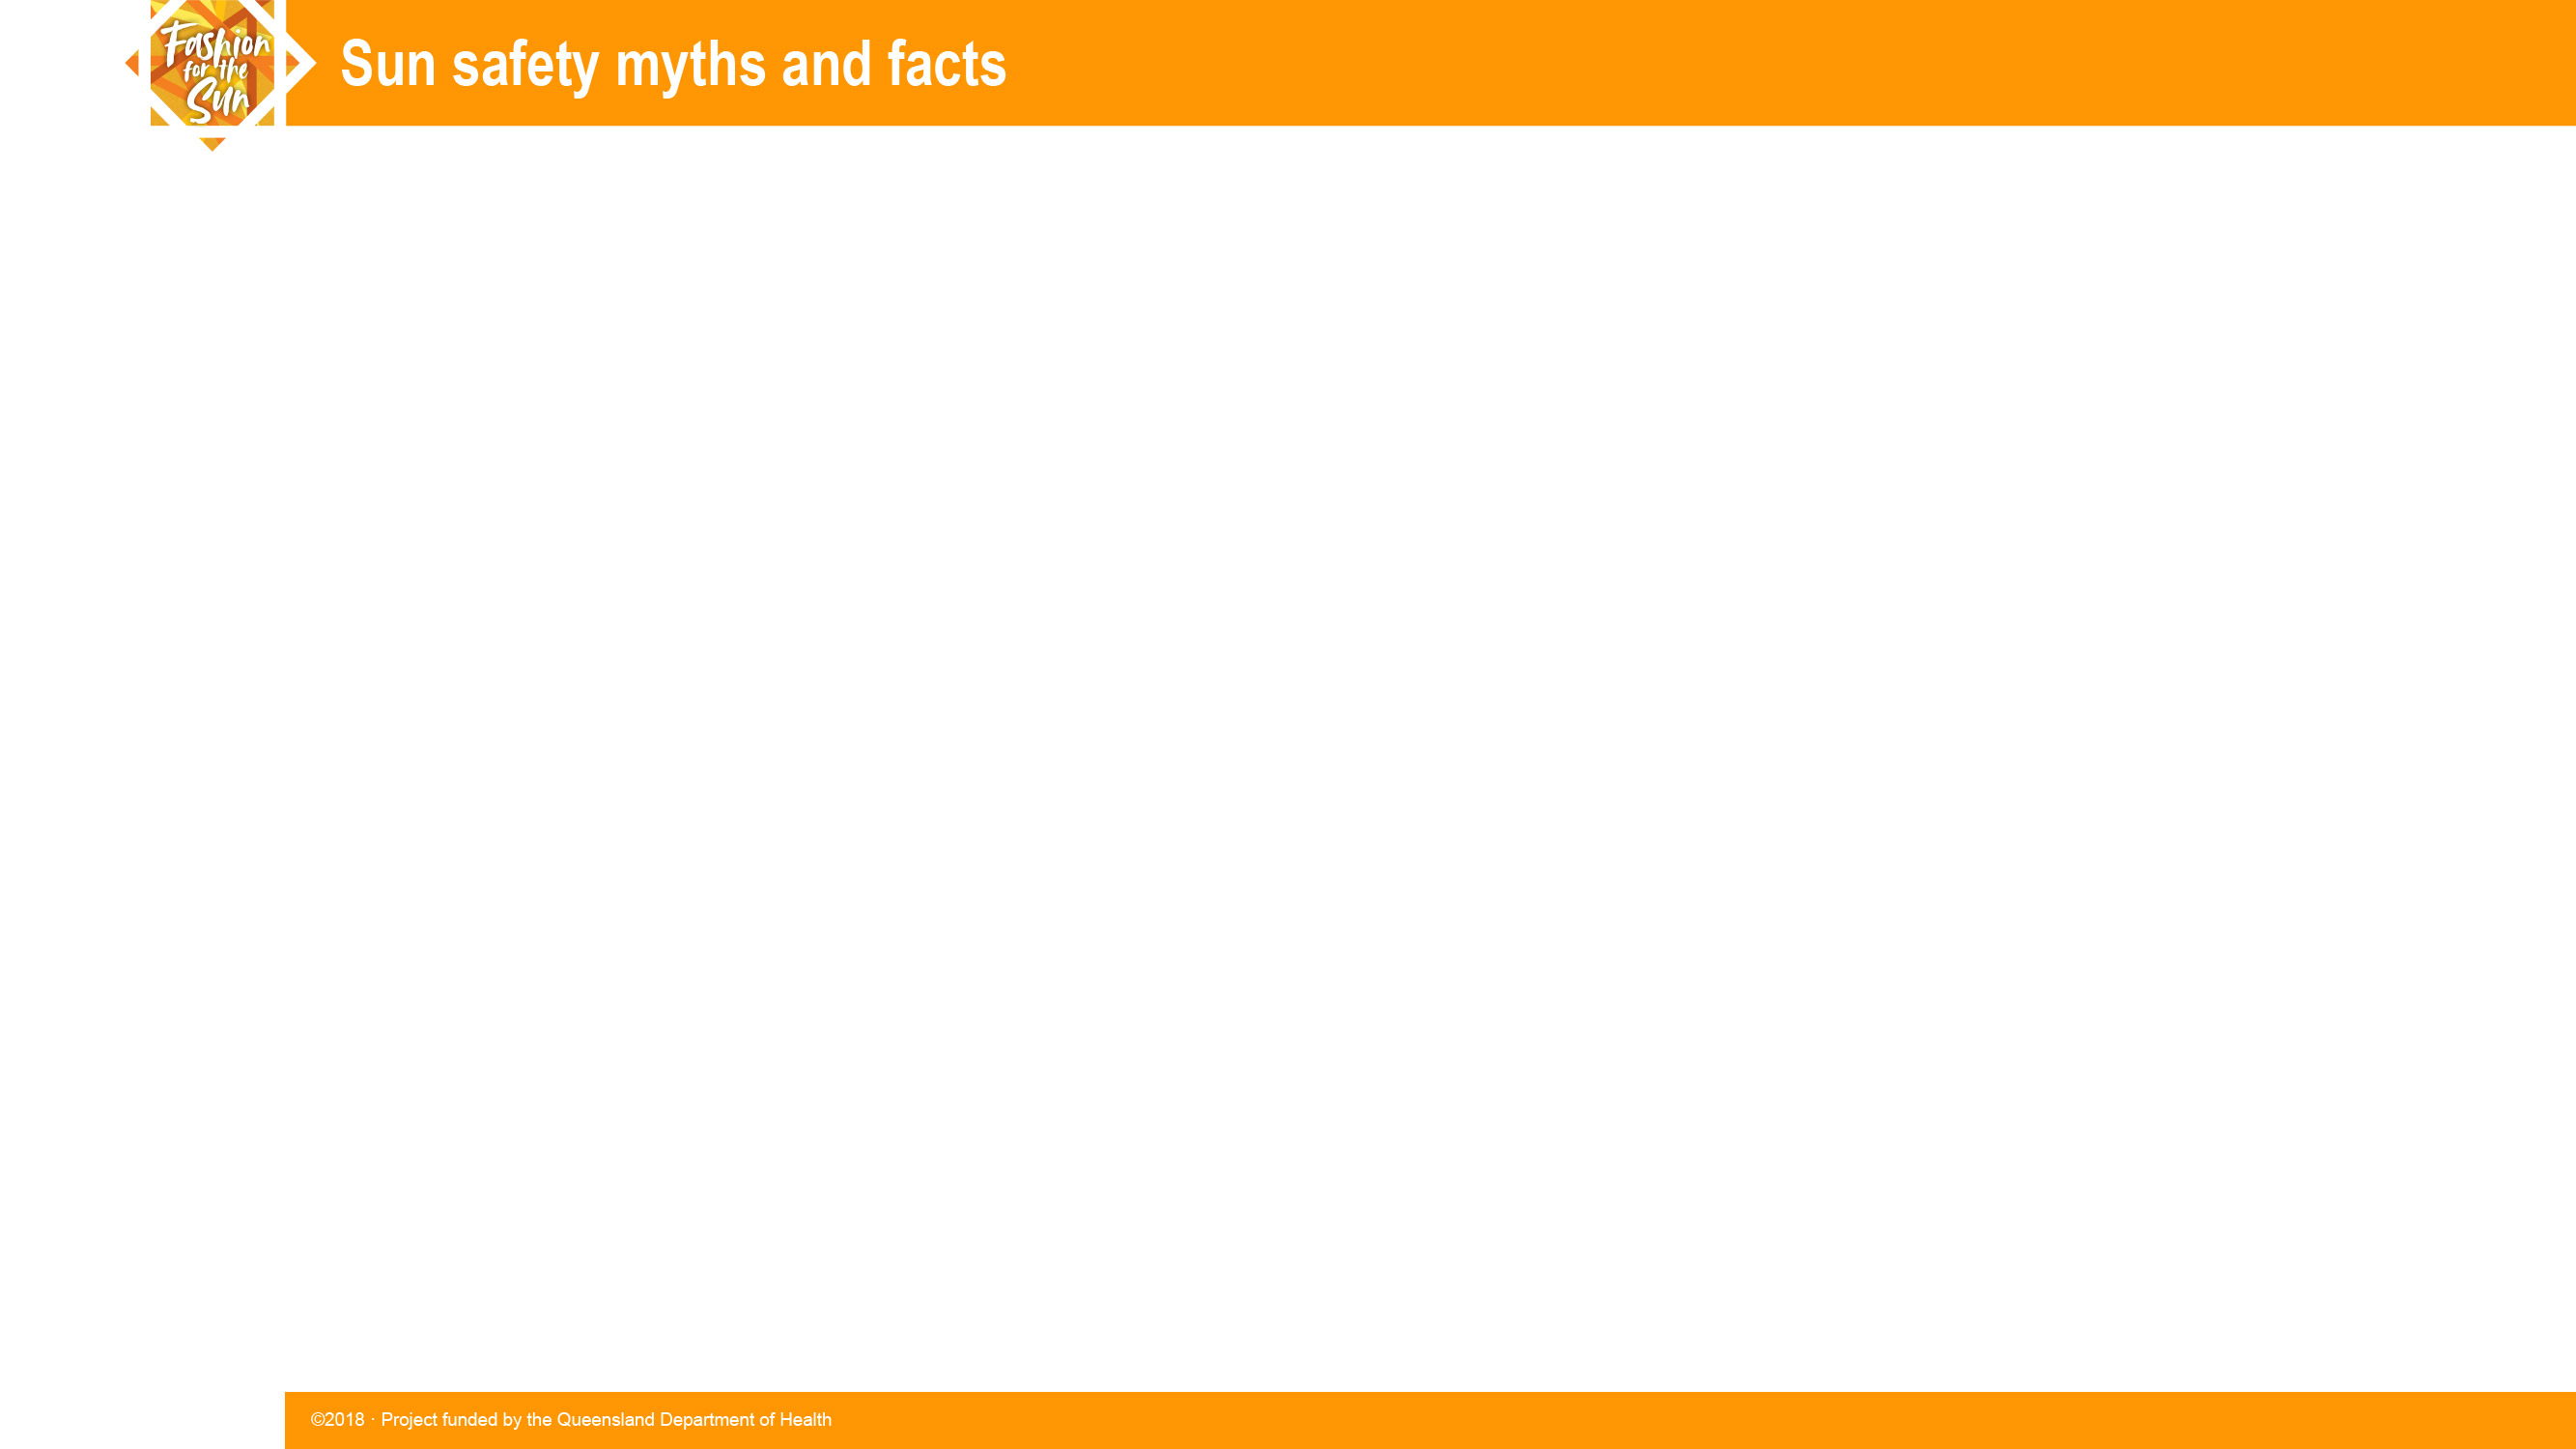 Fashion
for the
Sun
Sun safety myths and facts
©2018 · Project funded by the Queensland Department of Health